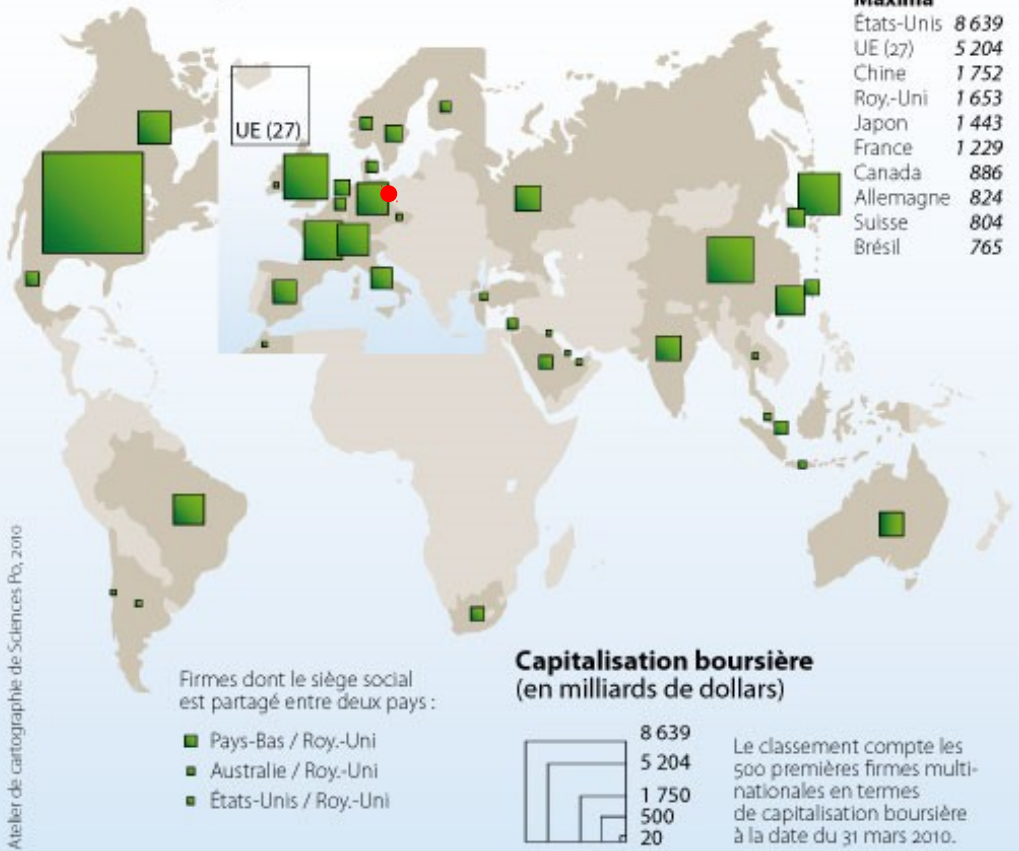 Maxima
États-Unis 8 639
UE (27) 5 204
Chine 1 752
Roy.-Uni 1 653
Japon 1 443
France 1 229
Canada 886
Allemagne 824
Suisse 804
Brésil 765
UE (27)
Atelier de cartographie de Sciences Po, 2010
Firmes dont le siège social
est partagé entre deux pays :
Pays-Bas / Roy.-Uni
Australie / Roy.-Uni
États-Unis / Roy.-Uni
Capitalisation boursière
(en milliards de dollars)
8 639
5 204
1 750
500
20
Le classement compte les
500 premières firmes multi-
nationales en termes
de capitalisation boursière
à la date du 31 mars 2010.